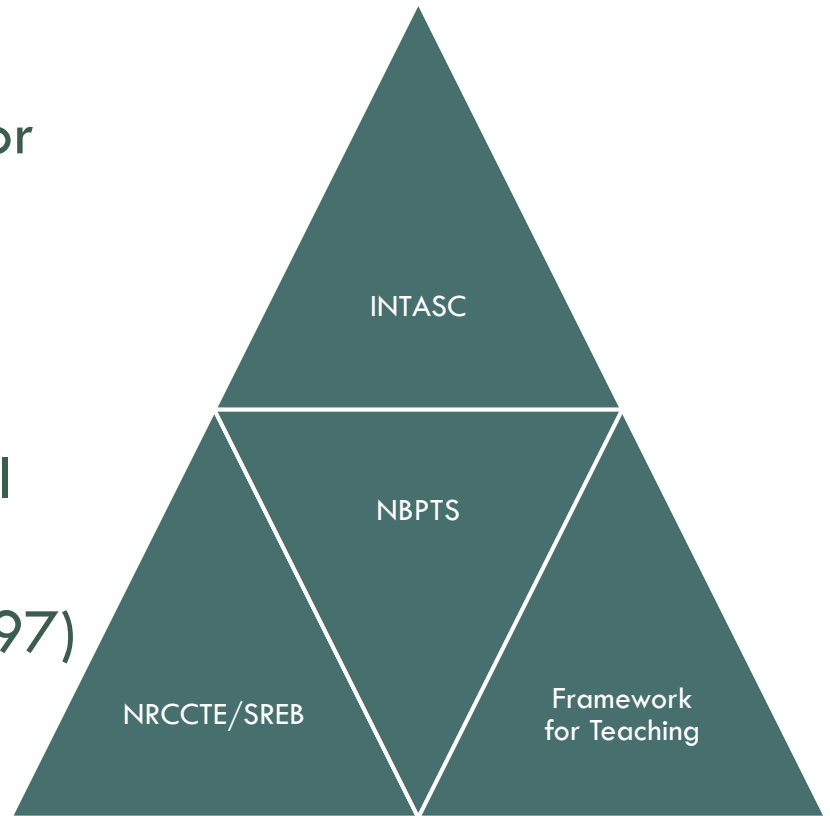 or
l
97)
INTASC
NBPTS
NRCCTE/SREB
Framework
for Teaching